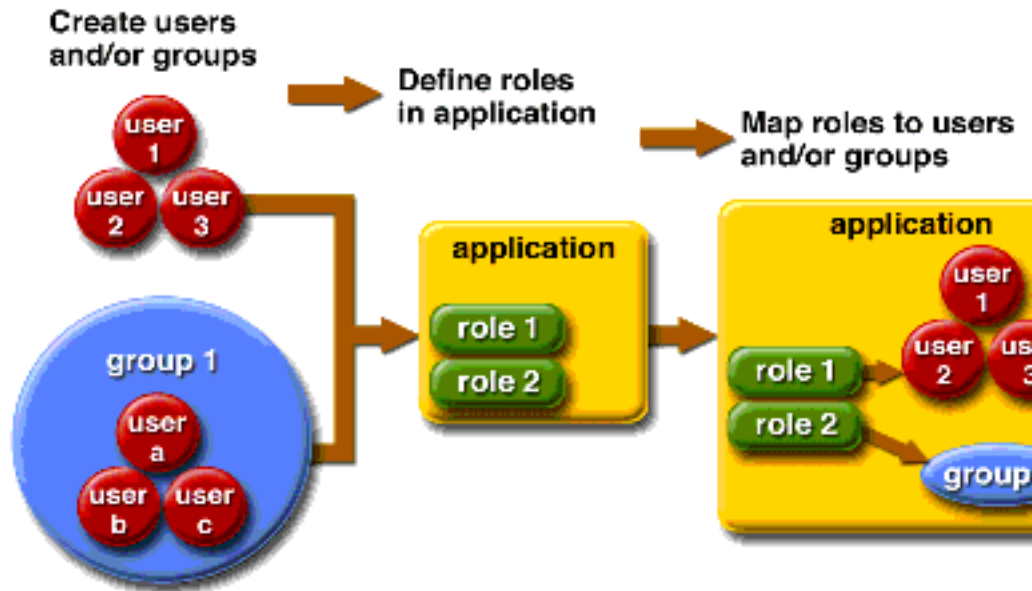 Create users
and/or groups
Define roles
in application
Map roles to users
and/or groups
user
1
user
2
user
3
group 1
user
a
user
b
user
c
application
role 1
role 2
application
user
1
user
2
role 1
role 2
group